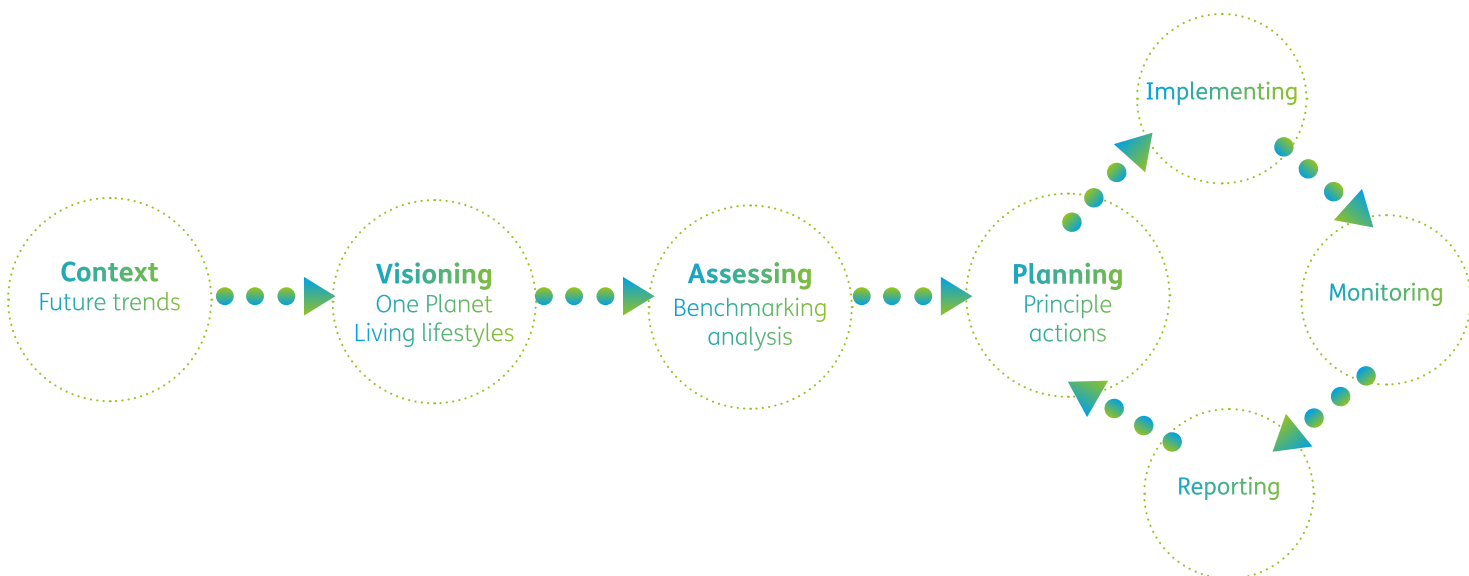 Context
Future trends
Visioning
One Planet
Living lifestyles
Assessing
Benchmarking
analysis
Planning
Principle
actions
Implementing
Monitoring
Reporting